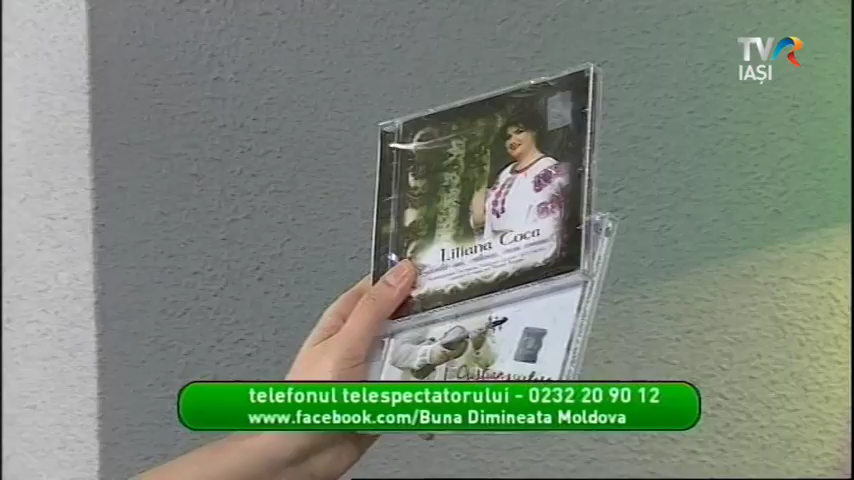 TVR
IAȘI
Liliana Coca
telefonul telespectatorului - 0232 20 90 12
www.facebook.com/Buna Dimineata Moldova